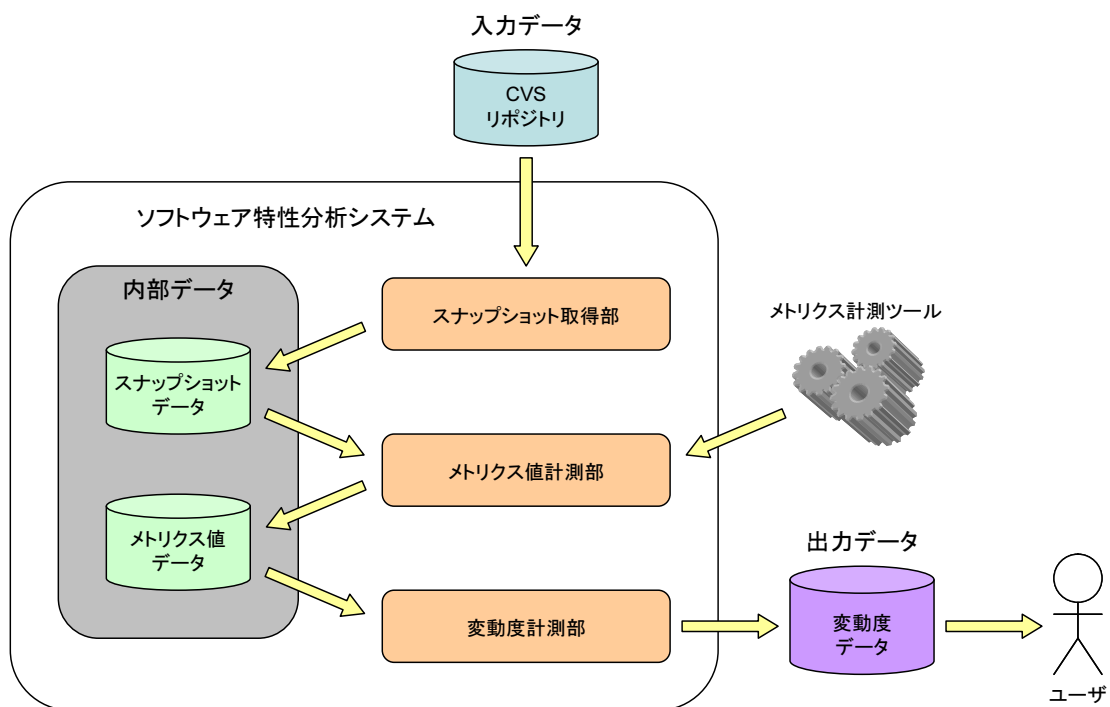 入力データ
CVS
リポジトリ
ソフトウェア特性分析システム
内部データ
スナップショット取得部
メトリクス計測ツール
スナップショット
データ
メトリクス値計測部
メトリクス値
データ
出力データ
変動度計測部
変動度
データ
ユーザ